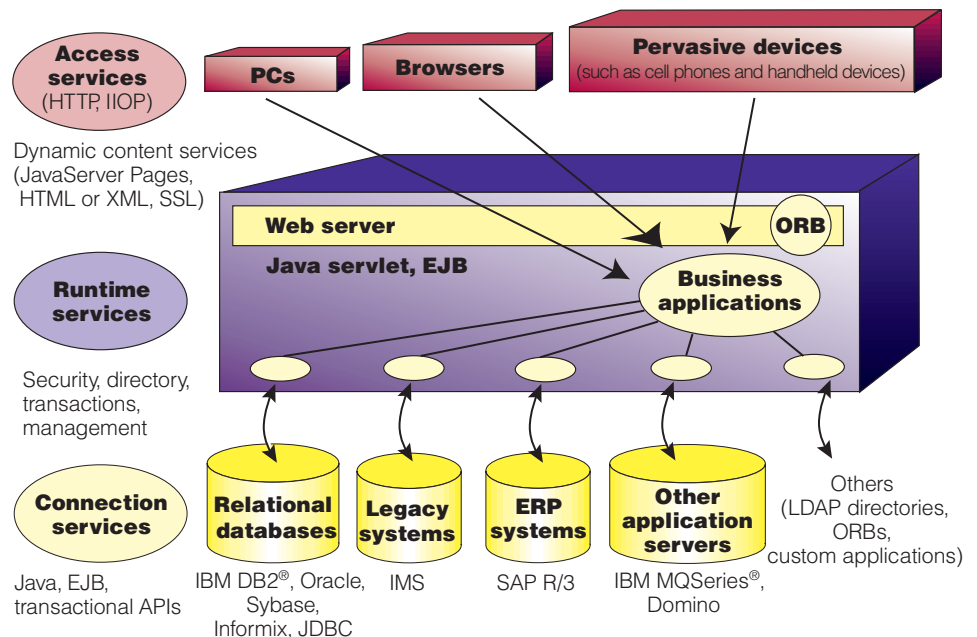 Access
services
(HTTP, IIOP)
PCs
Browsers
Pervasive devices
(such as cell phones and handheld devices)
Dynamic content services
(JavaServer Pages,
HTML or XML, SSL)
Web server
ORB
Java servlet, EJB
Business
applications
Runtime
services
Security, directory,
transactions,
management
Connection
services
Java, EJB,
transactional APIs
Relational
databases
IBM DB2®, Oracle,
Sybase,
Informix, JDBC
Legacy
systems
IMS
ERP
systems
SAP R/3
Other
application
servers
IBM MQSeries®,
Domino
Others
(LDAP directories,
ORBs,
custom applications)